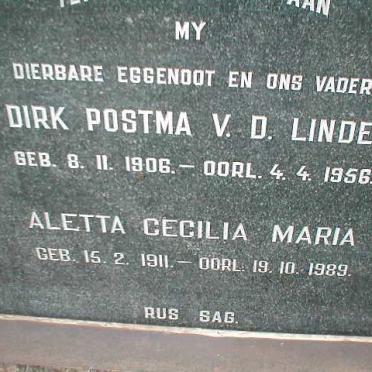 AAN
MY
DIERBARE EGGENOOT EN ONS VADER
DIRK POSTMA V. D. LINDE
GEB. 8. 11. 1906. — OORL. 4. 4. 1956.
ALETTA CECILIA MARIA
GEB. 15. 2. 1911. — OORL. 19. 10. 1989.
RUS SAG.